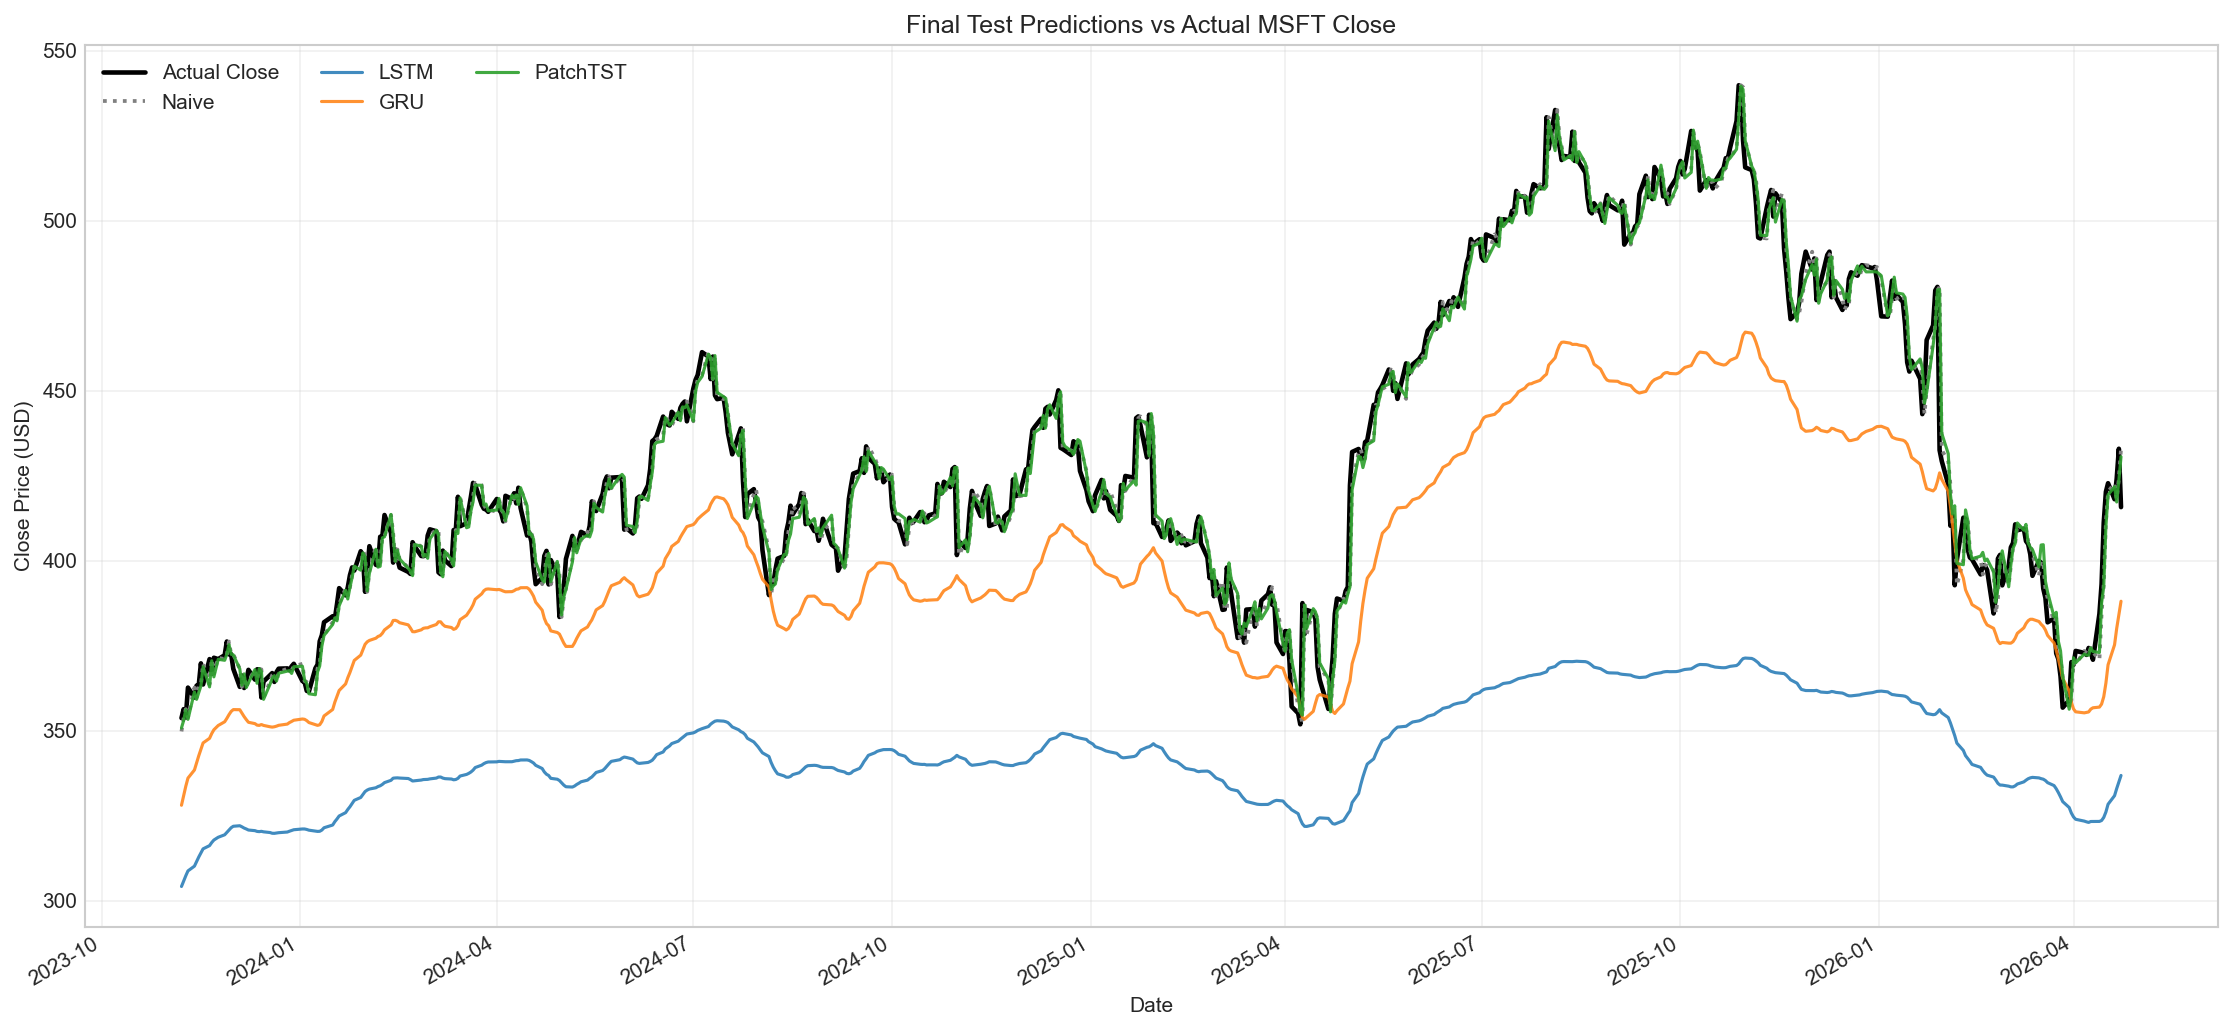 Final Test Predictions vs Actual MSFT Close
Actual Close
Naive
LSTM
GRU
PatchTST
Close Price (USD)
550
500
450
400
350
300
2023-10
2024-01
2024-04
2024-07
2024-10
2025-01
2025-04
2025-07
2025-10
2026-01
2026-04
Date